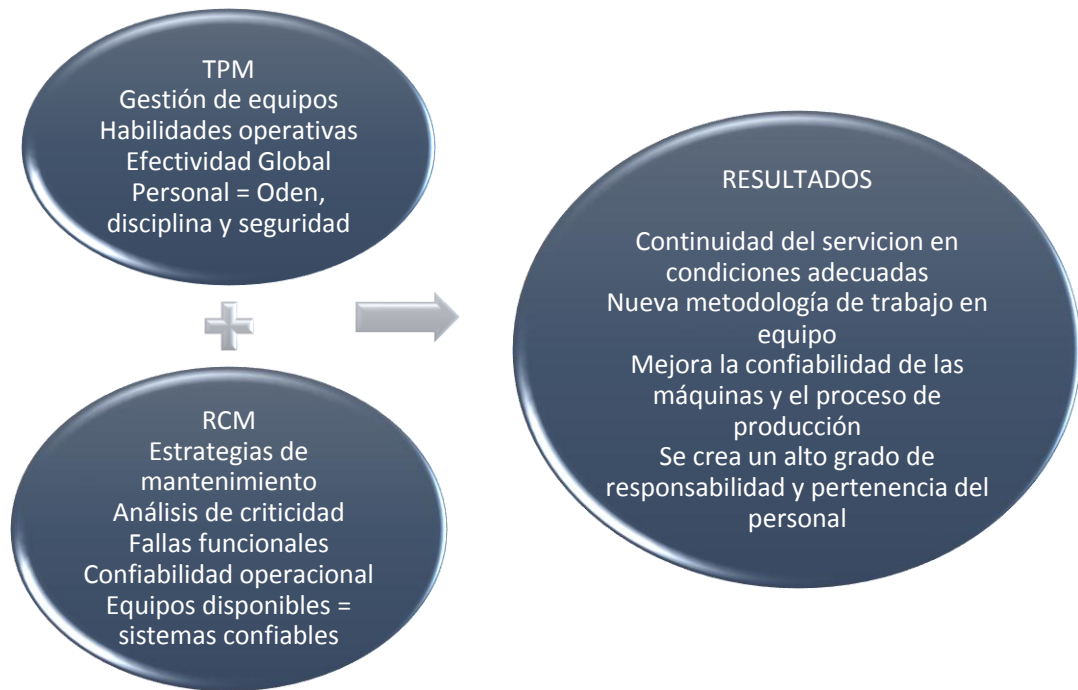 TPM
Gestión de equipos
Habilidades operativas
Efectividad Global
Personal = Oden,
disciplina y seguridad
RCM
Estrategias de
mantenimiento
Análisis de criticidad
Fallas funcionales
Confiabilidad operacional
Equipos disponibles =
sistemas confiables
RESULTADOS
Continuidad del servicion en
condiciones adecuadas
Nueva metodología de trabajo en
equipo
Mejora la confiabilidad de las
máquinas y el proceso de
producción
Se crea un alto grado de
responsabilidad y pertenencia del
personal